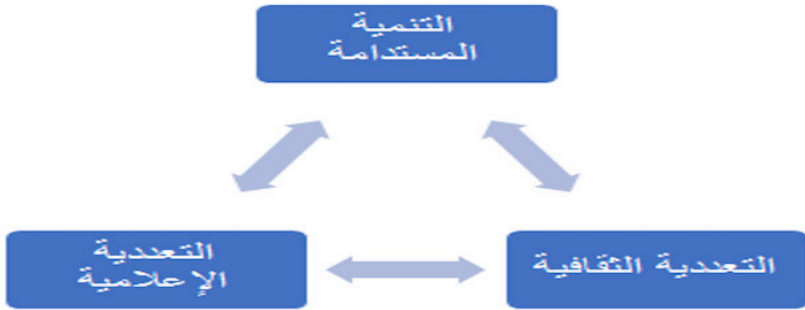 التنمية
المستدامة
التعددية الثقافية
التعددية
الإعلامية